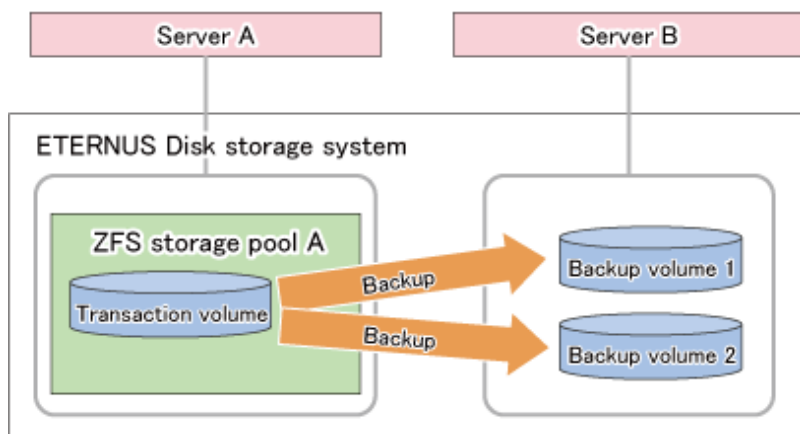 Server A
Server B
ETERNUS Disk storage system
ZFS storage pool A
Transaction volume
Backup
Backup
Backup volume 1
Backup volume 2